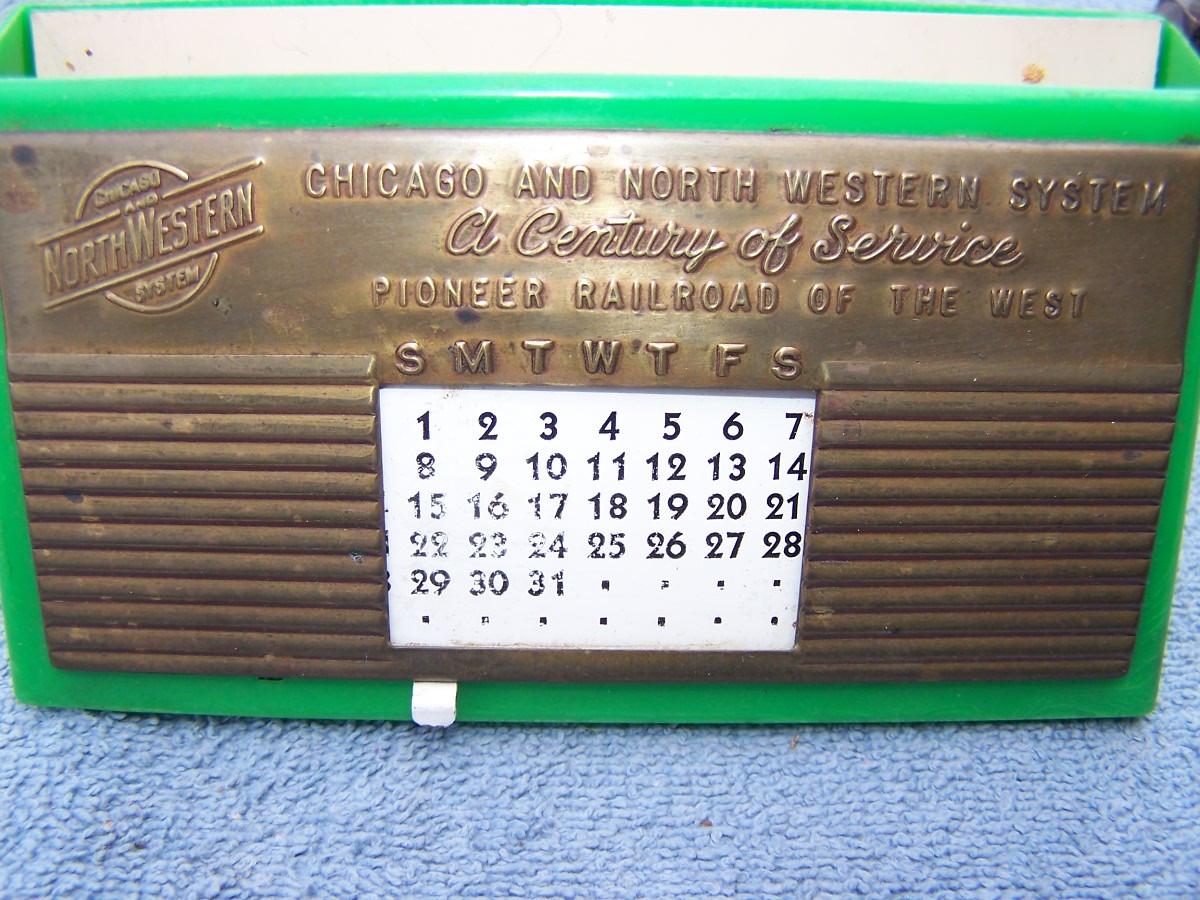 CHICAGO
AND
NORTH WESTERN
SYSTEM
CHICAGO AND NORTH WESTERN SYSTEM
A Century of Service
PIONEER RAILROAD OF THE WEST
S M T W T F S
1 2 3 4 5 6 7
8 9 10 11 12 13 14
15 16 17 18 19 20 21
22 23 24 25 26 27 28
29 30 31